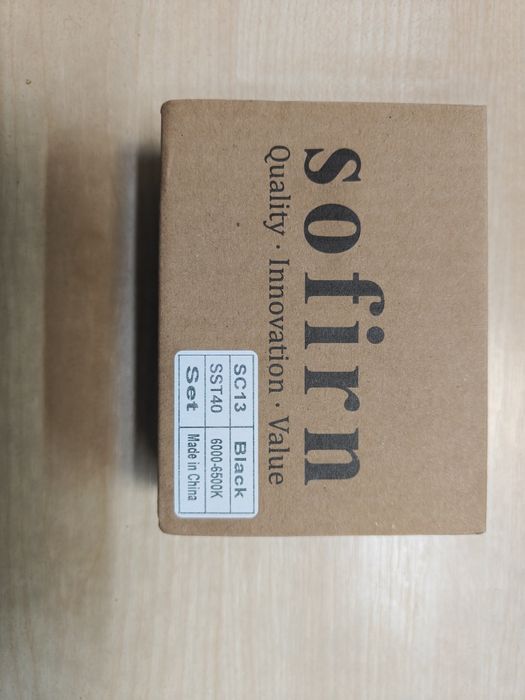 sofirn
Quality · Innovation · Value
SC13 Black
SST40 6000-6500K
Set Made in China